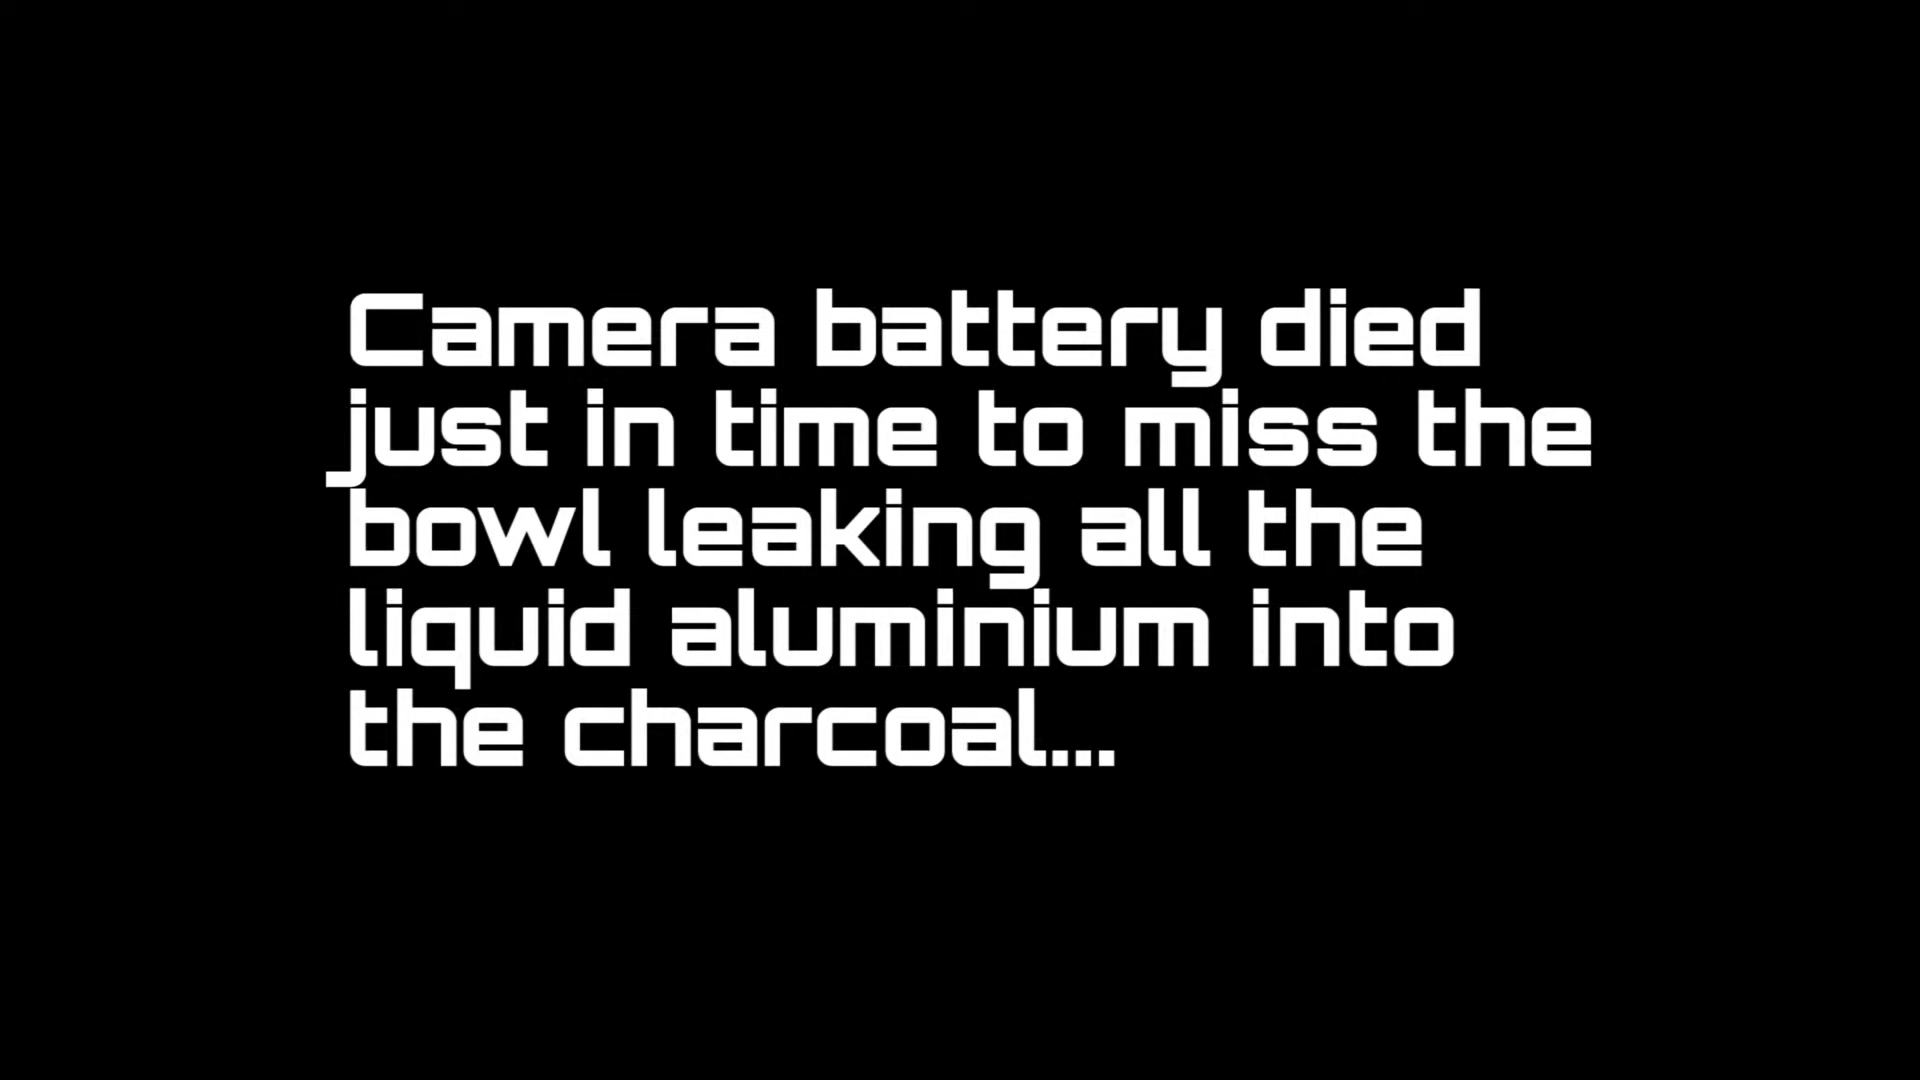 Camera battery died
just in time to miss the
bowl leaking all the
liquid aluminium into
the charcoal...